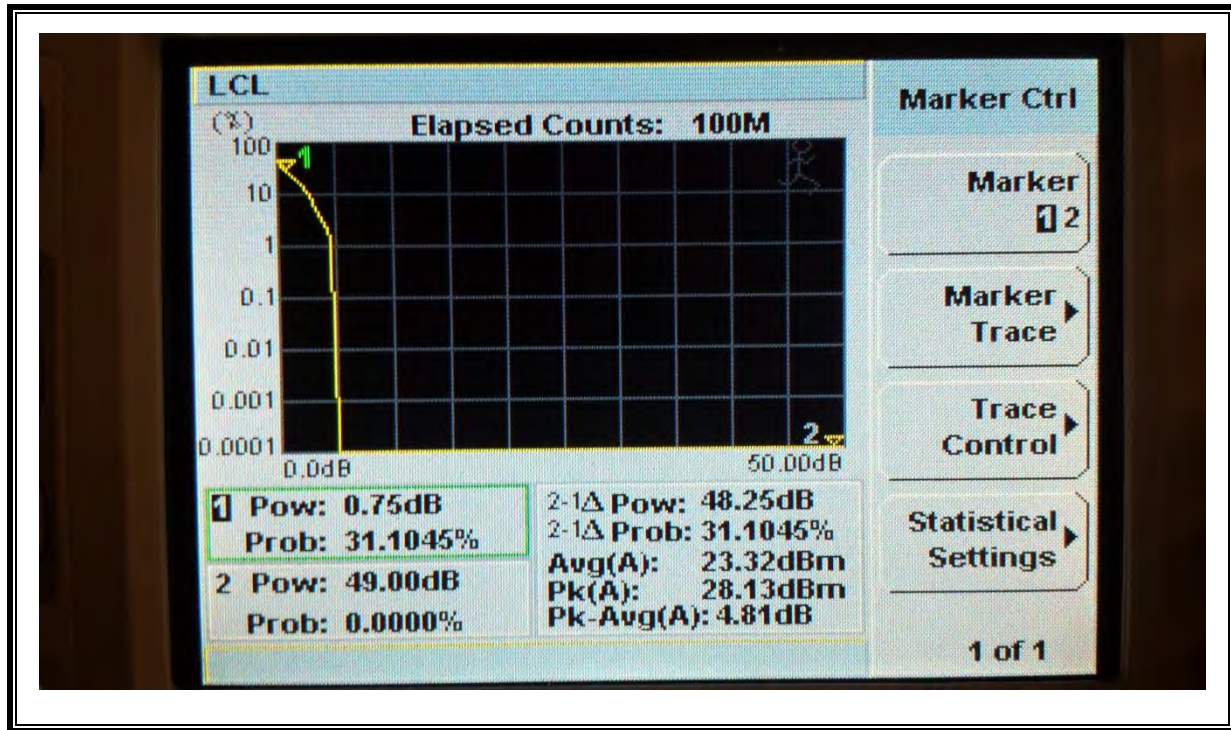 LCL
(%)
Elapsed Counts: 100M
100
1
10
1
0.1
0.01
0.001
0.0001
2
0.0dB
50.00dB
1 Pow: 0.75dB
Prob: 31.1045%
2 Pow: 49.00dB
Prob: 0.0000%
2-1Δ Pow: 48.25dB
2-1Δ Prob: 31.1045%
Avg(A): 23.32dBm
Pk(A): 28.13dBm
Pk-Avg(A): 4.81dB
Marker Ctrl
Marker
1 2
Marker
Trace
Trace
Control
Statistical
Settings
1 of 1